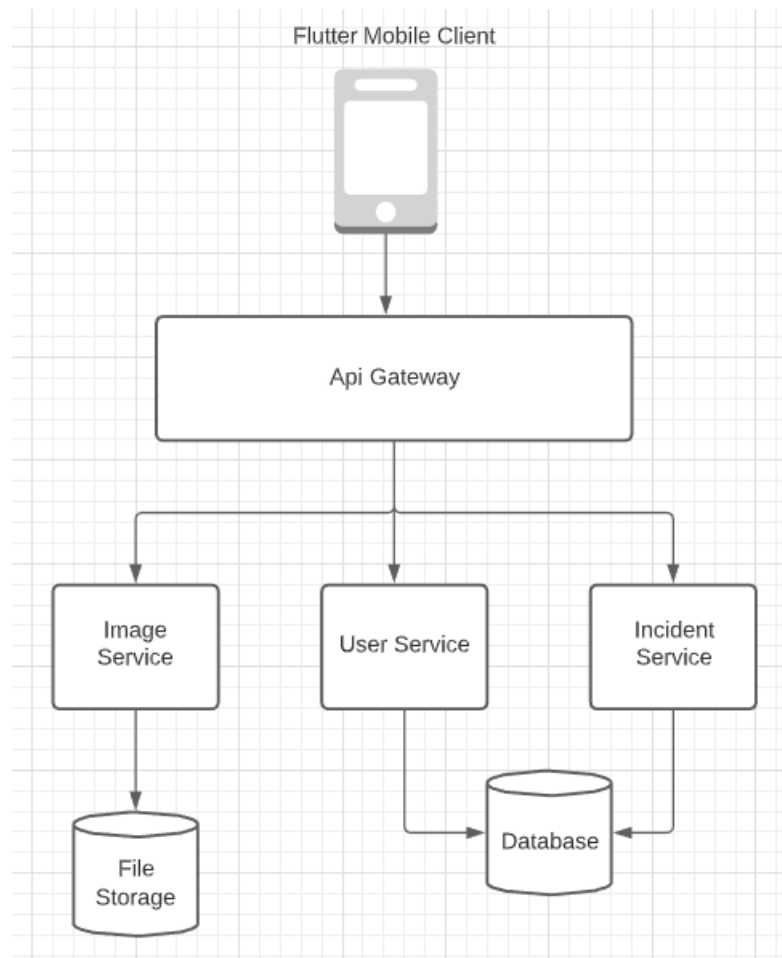 Flutter Mobile Client
Api Gateway
Image
Service
User Service
Incident
Service
File
Storage
Database